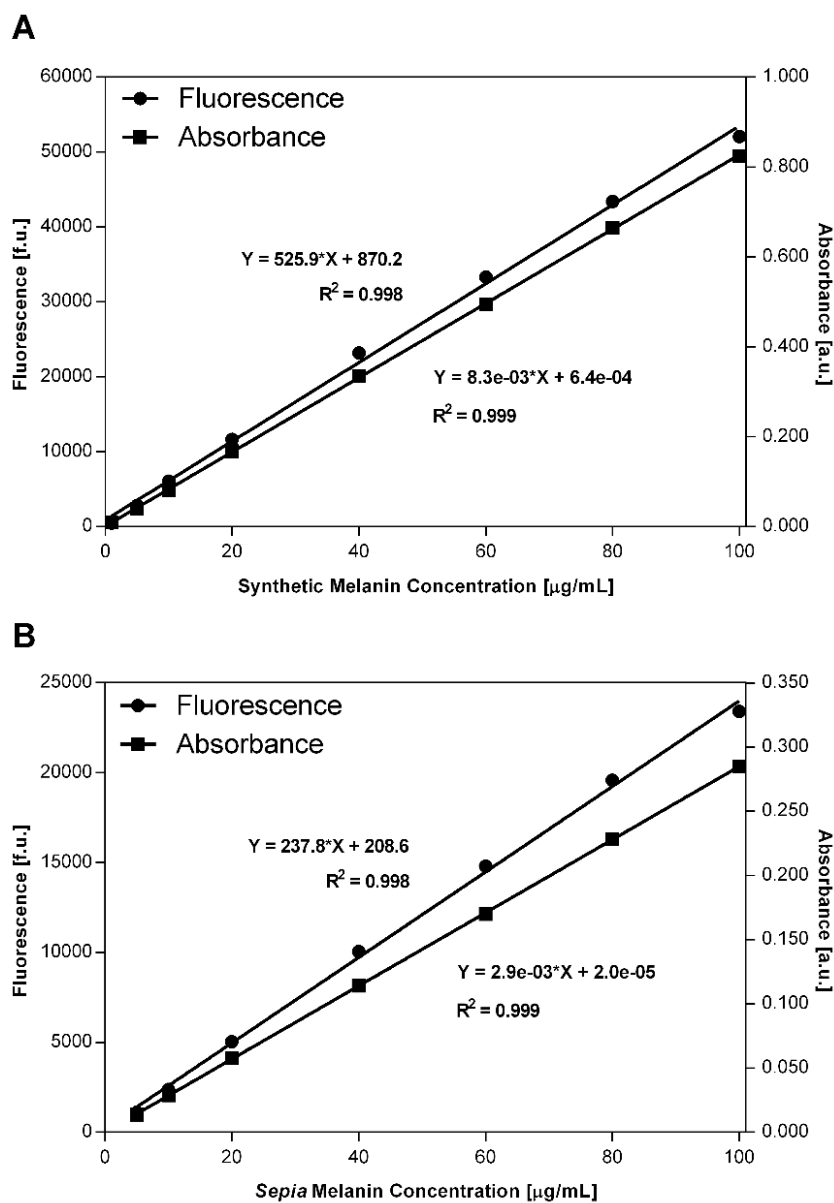 A
Fluorescence
Absorbance
60000
50000
40000
30000
20000
10000
0
Fluorescence [f.u.]
1.000
0.800
0.600
0.400
0.200
0.000
Absorbance [a.u.]
Y = 525.9*X + 870.2
R² = 0.998
Y = 8.3e-03*X + 6.4e-04
R² = 0.999
0 20 40 60 80 100
Synthetic Melanin Concentration [μg/mL]
B
Fluorescence
Absorbance
25000
20000
15000
10000
5000
0
Fluorescence [f.u.]
0.350
0.300
0.250
0.200
0.150
0.100
0.050
0.000
Absorbance [a.u.]
Y = 237.8*X + 208.6
R² = 0.998
Y = 2.9e-03*X + 2.0e-05
R² = 0.999
0 20 40 60 80 100
Sepia Melanin Concentration [μg/mL]